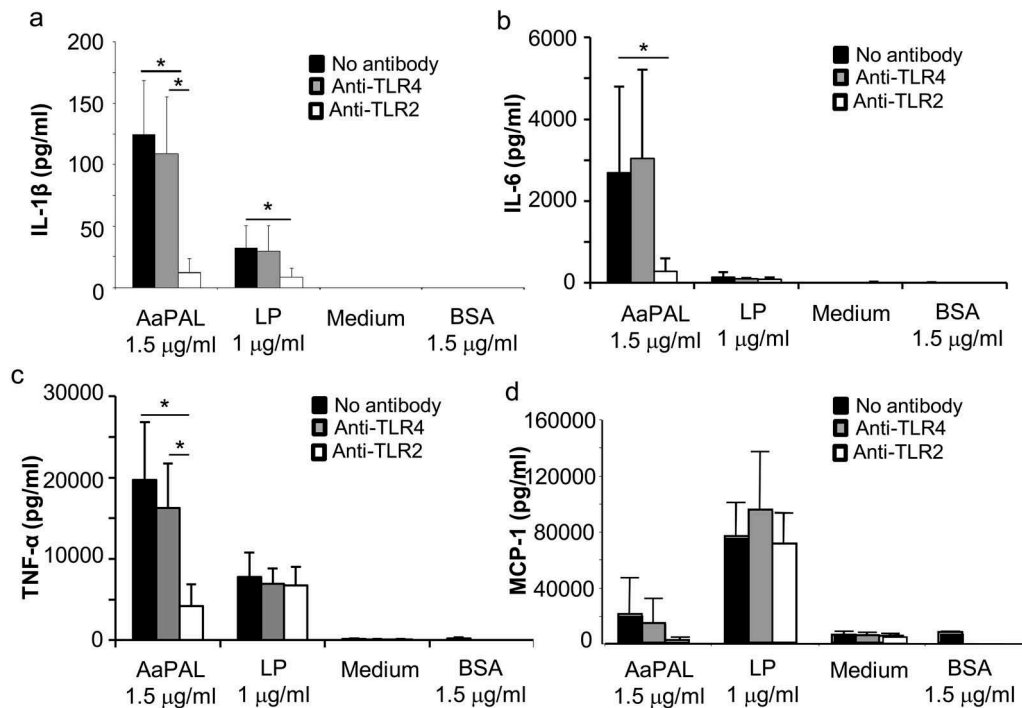 a
IL-1β (pg/ml)
200
150
100
50
0
No antibody
Anti-TLR4
Anti-TLR2
*
*
*
AaPAL LP Medium BSA
1.5 μg/ml 1 μg/ml 1.5 μg/ml
b
IL-6 (pg/ml)
6000
4000
2000
0
No antibody
Anti-TLR4
Anti-TLR2
*
AaPAL LP Medium BSA
1.5 μg/ml 1 μg/ml 1.5 μg/ml
c
TNF-α (pg/ml)
30000
20000
10000
0
No antibody
Anti-TLR4
Anti-TLR2
*
*
AaPAL LP Medium BSA
1.5 μg/ml 1 μg/ml 1.5 μg/ml
d
MCP-1 (pg/ml)
160000
120000
80000
40000
0
No antibody
Anti-TLR4
Anti-TLR2
AaPAL LP Medium BSA
1.5 μg/ml 1 μg/ml 1.5 μg/ml